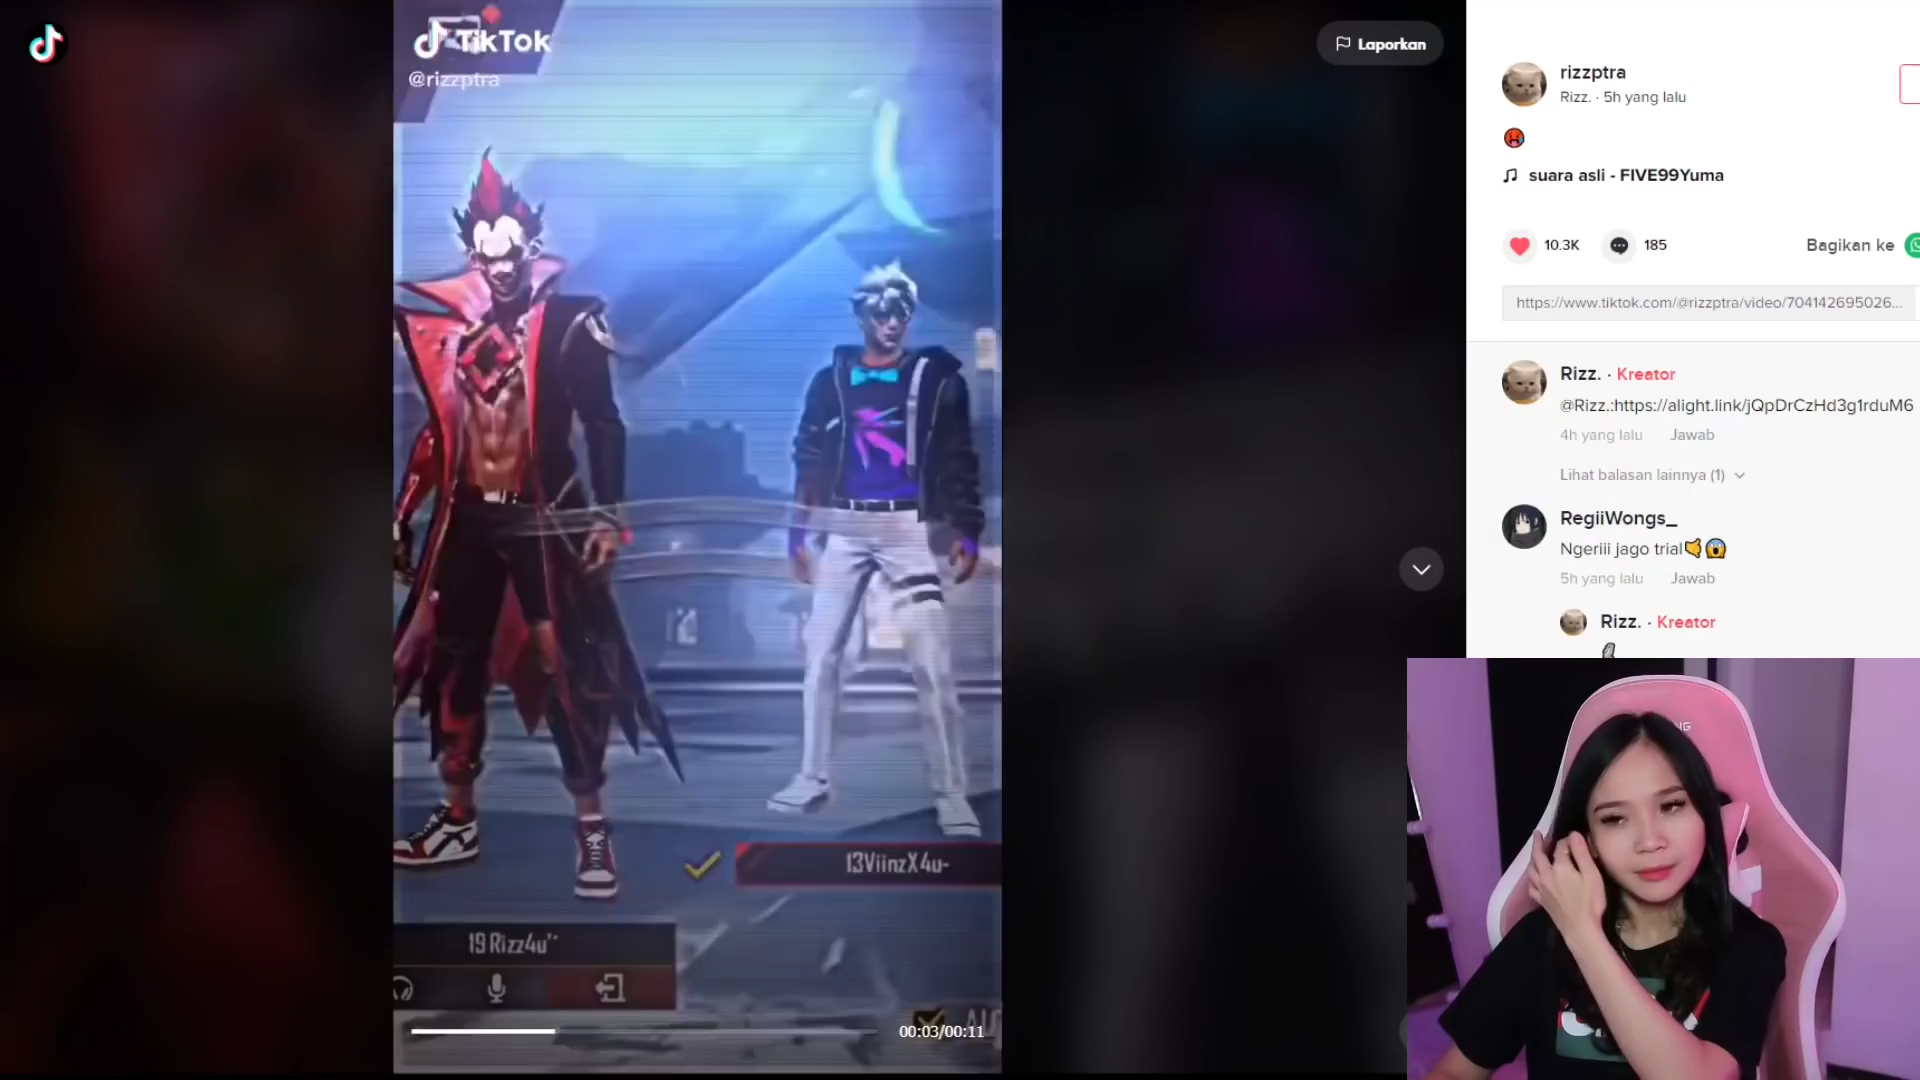 TikTok
@rizzptra
Laporkan
rizzptra
Rizz. · 5h yang lalu
🥵
suara asli - FIVE99Yuma
10.3K
185
Bagikan ke
https://www.tiktok.com/@rizzptra/video/704142695026...
Rizz. · Kreator
@Rizz.:https://alight.link/jQpDrCzHd3g1rduM6
4h yang lalu Jawab
Lihat balasan lainnya (1)
RegiiWongs_
Ngeriii jago trial🤙😱
5h yang lalu Jawab
Rizz. · Kreator
13ViinzX4u-
19 Rizz4u"
00:03/00:11